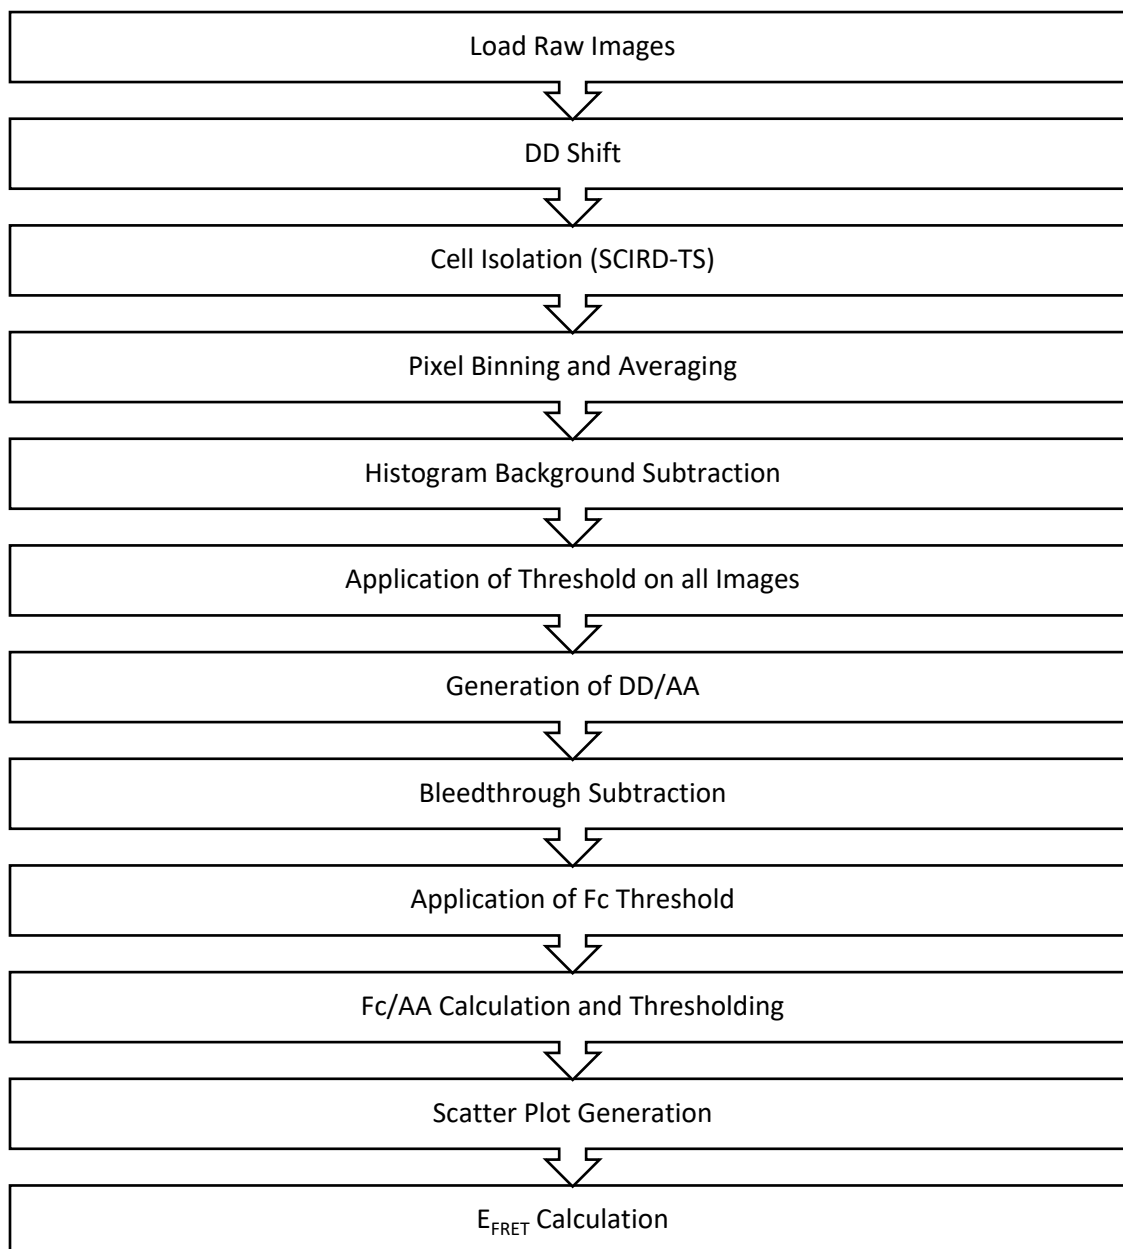 Load Raw Images
DD Shift
Cell Isolation (SCIRD-TS)
Pixel Binning and Averaging
Histogram Background Subtraction
Application of Threshold on all Images
Generation of DD/AA
Bleedthrough Subtraction
Application of Fc Threshold
Fc/AA Calculation and Thresholding
Scatter Plot Generation
E_FRET Calculation